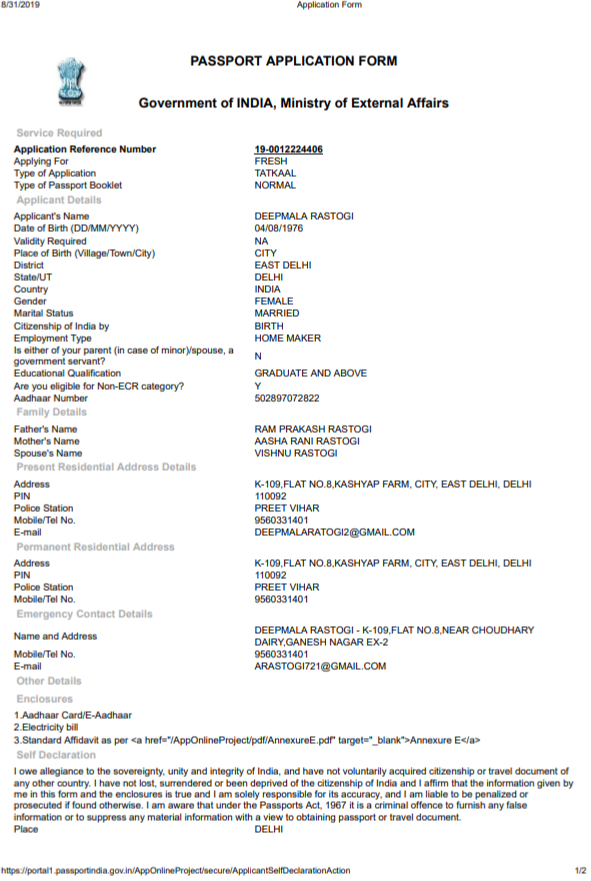 8/31/2019 Application Form
PASSPORT APPLICATION FORM
Government of INDIA, Ministry of External Affairs
Service Required
Application Reference Number 19-0012224406
Applying For FRESH
Type of Application TATKAAL
Type of Passport Booklet NORMAL
Applicant Details
Applicant's Name DEEPMALA RASTOGI
Date of Birth (DD/MM/YYYY) 04/08/1976
Validity Required NA
Place of Birth (Village/Town/City) CITY
District EAST DELHI
State/UT DELHI
Country INDIA
Gender FEMALE
Marital Status MARRIED
Citizenship of India by BIRTH
Employment Type HOME MAKER
Is either of your parent (in case of minor)/spouse, a
government servant? N
Educational Qualification GRADUATE AND ABOVE
Are you eligible for Non-ECR category? Y
Aadhaar Number 502897072822
Family Details
Father's Name RAM PRAKASH RASTOGI
Mother's Name AASHA RANI RASTOGI
Spouse's Name VISHNU RASTOGI
Present Residential Address Details
Address K-109,FLAT NO.8,KASHYAP FARM, CITY, EAST DELHI, DELHI
PIN 110092
Police Station PREET VIHAR
Mobile/Tel No. 9560331401
E-mail DEEPMALARATOGI2@GMAIL.COM
Permanent Residential Address
Address K-109,FLAT NO.8,KASHYAP FARM, CITY, EAST DELHI, DELHI
PIN 110092
Police Station PREET VIHAR
Mobile/Tel No. 9560331401
Emergency Contact Details
Name and Address DEEPMALA RASTOGI - K-109,FLAT NO.8,NEAR CHOUDHARY
DAIRY,GANESH NAGAR EX-2
Mobile/Tel No. 9560331401
E-mail ARASTOGI721@GMAIL.COM
Other Details
Enclosures
1.Aadhaar Card/E-Aadhaar
2.Electricity bill
3.Standard Affidavit as per <a href="/AppOnlineProject/pdf/AnnexureE.pdf" target="_blank">Annexure E</a>
Self Declaration
I owe allegiance to the sovereignty, unity and integrity of India, and have not voluntarily acquired citizenship or travel document of
any other country. I have not lost, surrendered or been deprived of the citizenship of India and I affirm that the information given by
me in this form and the enclosures is true and I am solely responsible for its accuracy, and I am liable to be penalized or
prosecuted if found otherwise. I am aware that under the Passports Act, 1967 it is a criminal offence to furnish any false
information or to suppress any material information with a view to obtaining passport or travel document.
Place DELHI
https://portal1.passportindia.gov.in/AppOnlineProject/secure/ApplicantSelfDeclarationAction 1/2